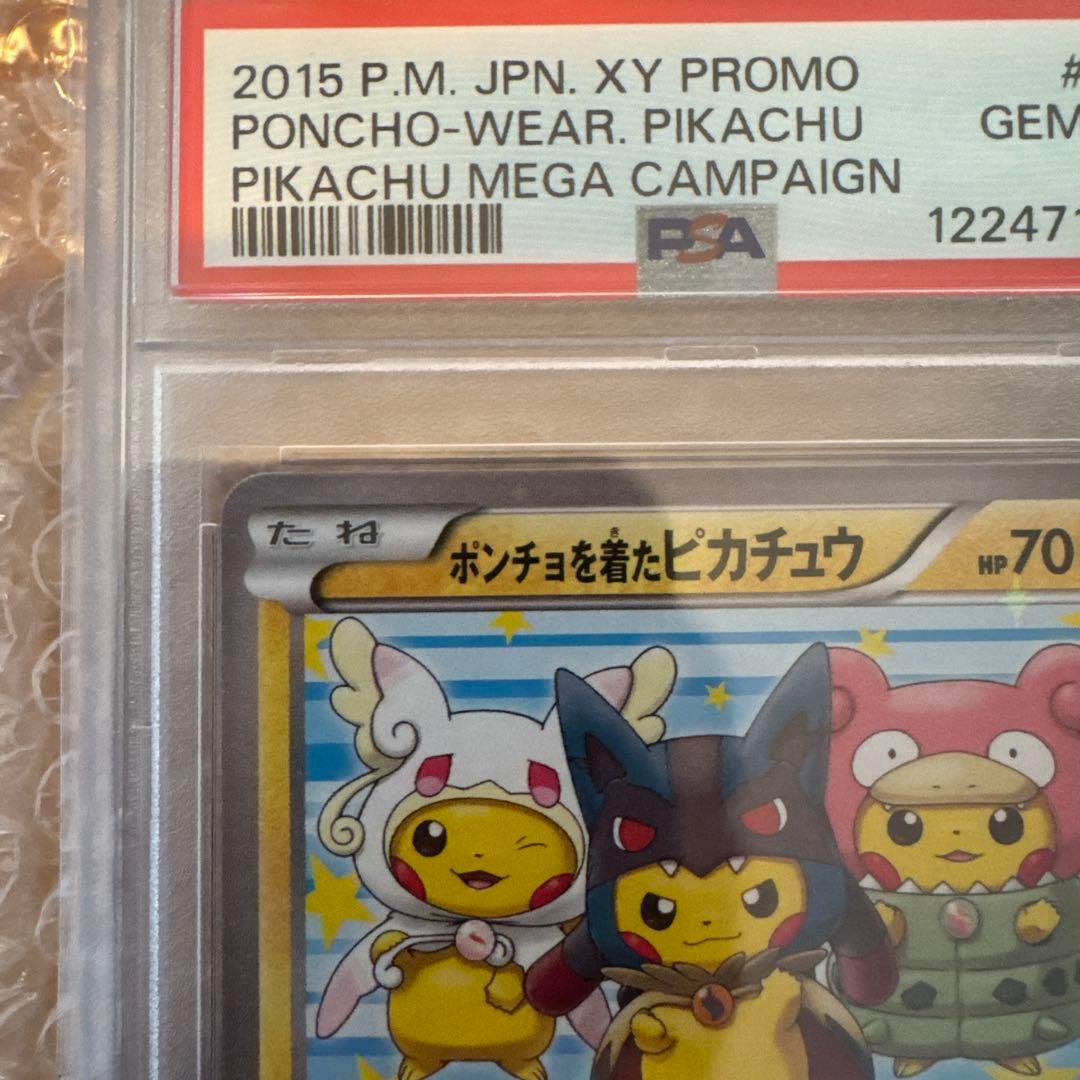 2015 P.M. JPN. XY PROMO #
PONCHO-WEAR. PIKACHU GEM
PIKACHU MEGA CAMPAIGN
PSA 122471
たね ポンチョを着たピカチュウ HP70